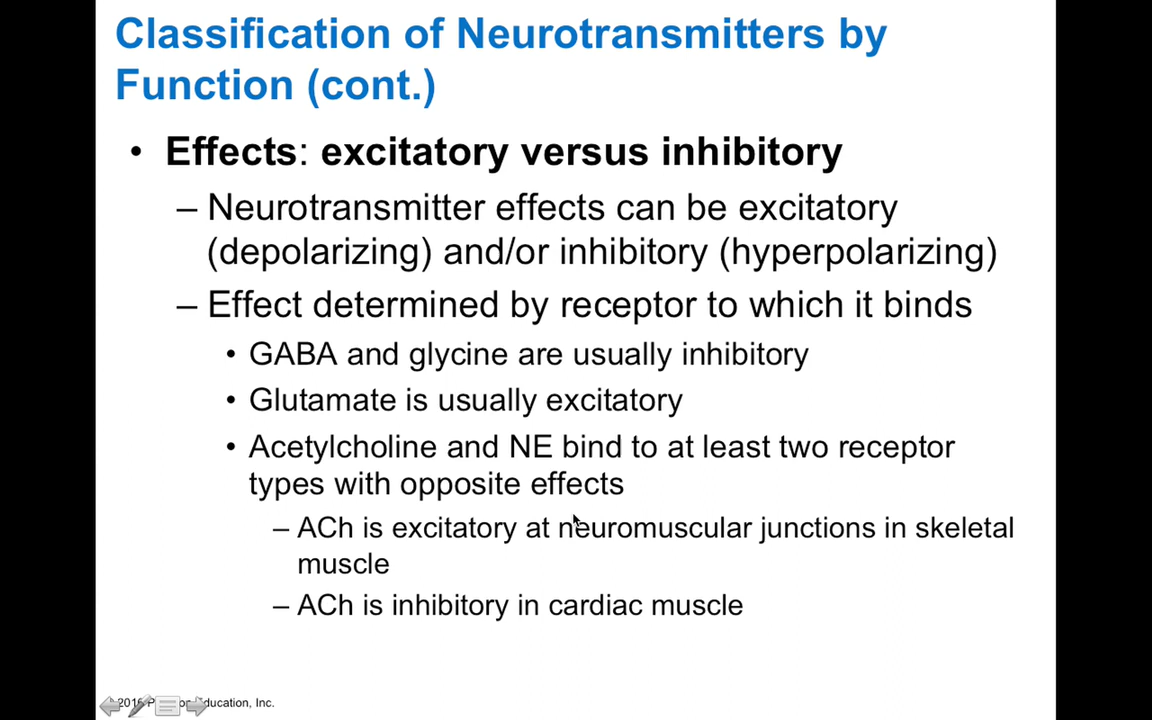 Classification of Neurotransmitters by
Function (cont.)
• Effects: excitatory versus inhibitory
– Neurotransmitter effects can be excitatory
(depolarizing) and/or inhibitory (hyperpolarizing)
– Effect determined by receptor to which it binds
• GABA and glycine are usually inhibitory
• Glutamate is usually excitatory
• Acetylcholine and NE bind to at least two receptor
types with opposite effects
– ACh is excitatory at neuromuscular junctions in skeletal
muscle
– ACh is inhibitory in cardiac muscle
Education, Inc.